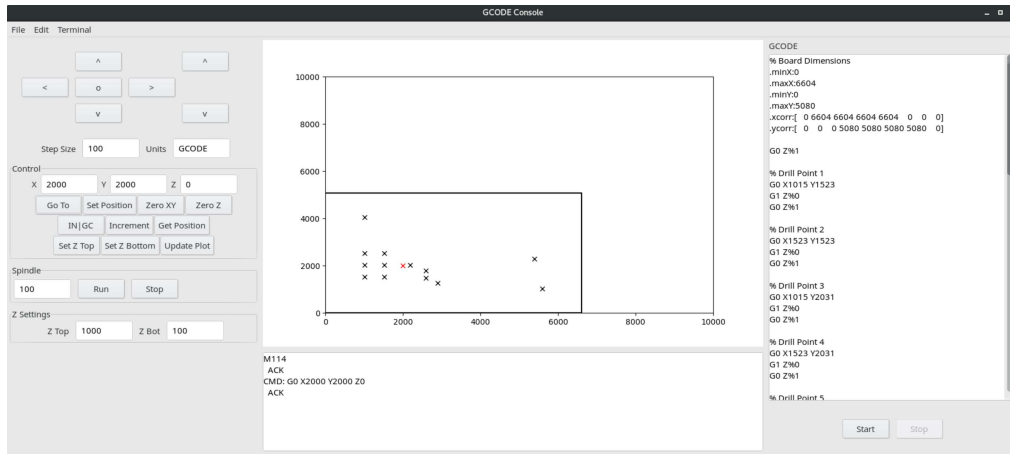 GCODE Console
File Edit Terminal
^ ^
< o >
v v
Step Size 100 Units GCODE
Control
X 2000 Y 2000 Z 0
Go To Set Position Zero XY Zero Z
IN|GC Increment Get Position
Set Z Top Set Z Bottom Update Plot
Spindle
100 Run Stop
Z Settings
Z Top 1000 Z Bot 100
10000
8000
6000
4000
2000
0
0 2000 4000 6000 8000 10000
M114
ACK
CMD: G0 X2000 Y2000 Z0
ACK
GCODE
% Board Dimensions
.minX:0
.maxX:6604
.minY:0
.maxY:5080
.xcorr:[ 0 6604 6604 6604 6604 0 0 0]
.ycorr:[ 0 0 0 5080 5080 5080 5080 0]
G0 Z%1
% Drill Point 1
G0 X1015 Y1523
G1 Z%0
G0 Z%1
% Drill Point 2
G0 X1523 Y1523
G1 Z%0
G0 Z%1
% Drill Point 3
G0 X1015 Y2031
G1 Z%0
G0 Z%1
% Drill Point 4
G0 X1523 Y2031
G1 Z%0
G0 Z%1
% Drill Point 5
Start Stop